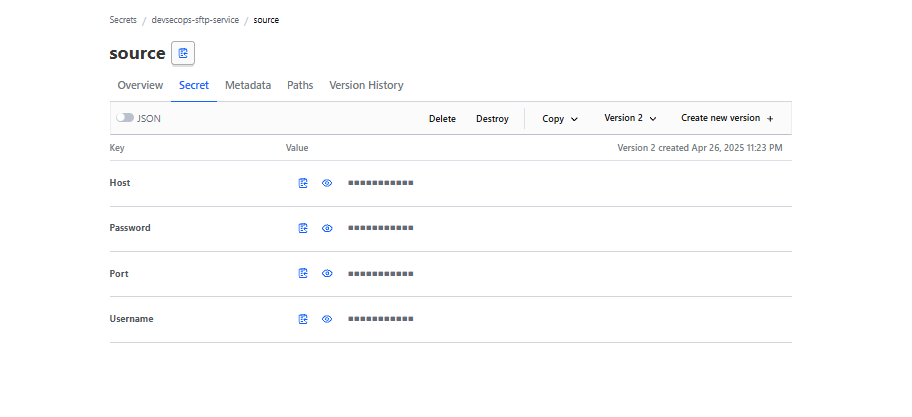 Secrets / devsecops-sftp-service / source
source
Overview Secret Metadata Paths Version History
JSON Delete Destroy Copy Version 2 Create new version +
Key Value Version 2 created Apr 26, 2025 11:23 PM
Host
Password
Port
Username